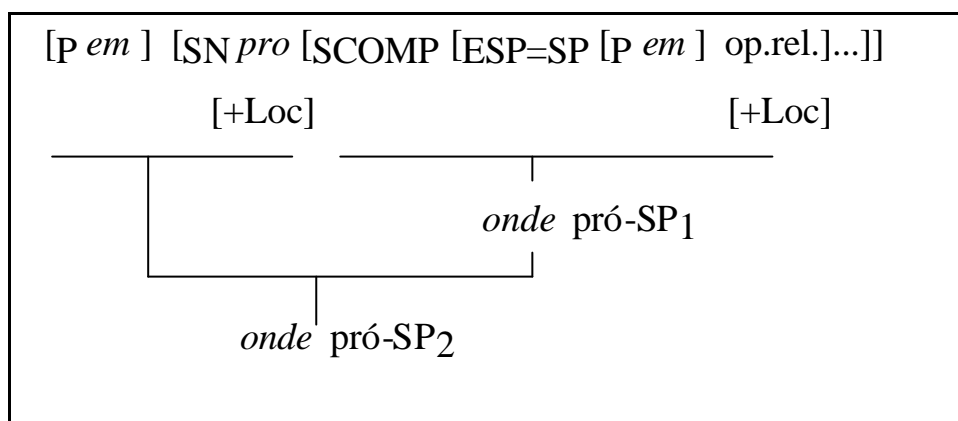 [P em ] [SN pro [SCOMP [ESP=SP [P em ] op.rel.]...]]
[+Loc] [+Loc]
onde pró-SP1
onde pró-SP2